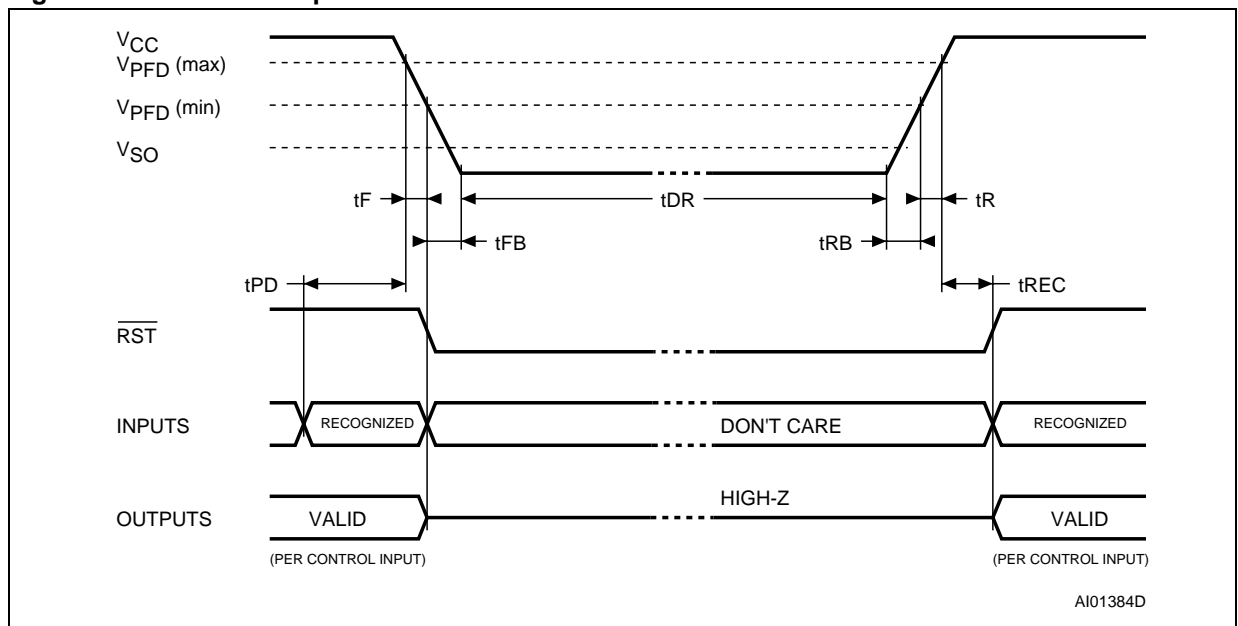 VCC
VPFD (max)
VPFD (min)
VSO
tF
tDR
tR
tFB
tRB
tPD
tREC
RST
INPUTS
RECOGNIZED
DON'T CARE
RECOGNIZED
HIGH-Z
OUTPUTS
VALID
VALID
(PER CONTROL INPUT)
(PER CONTROL INPUT)
AI01384D